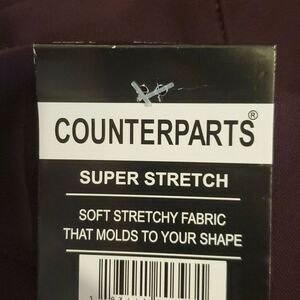 COUNTERPARTS®
SUPER STRETCH
SOFT STRETCHY FABRIC
THAT MOLDS TO YOUR SHAPE